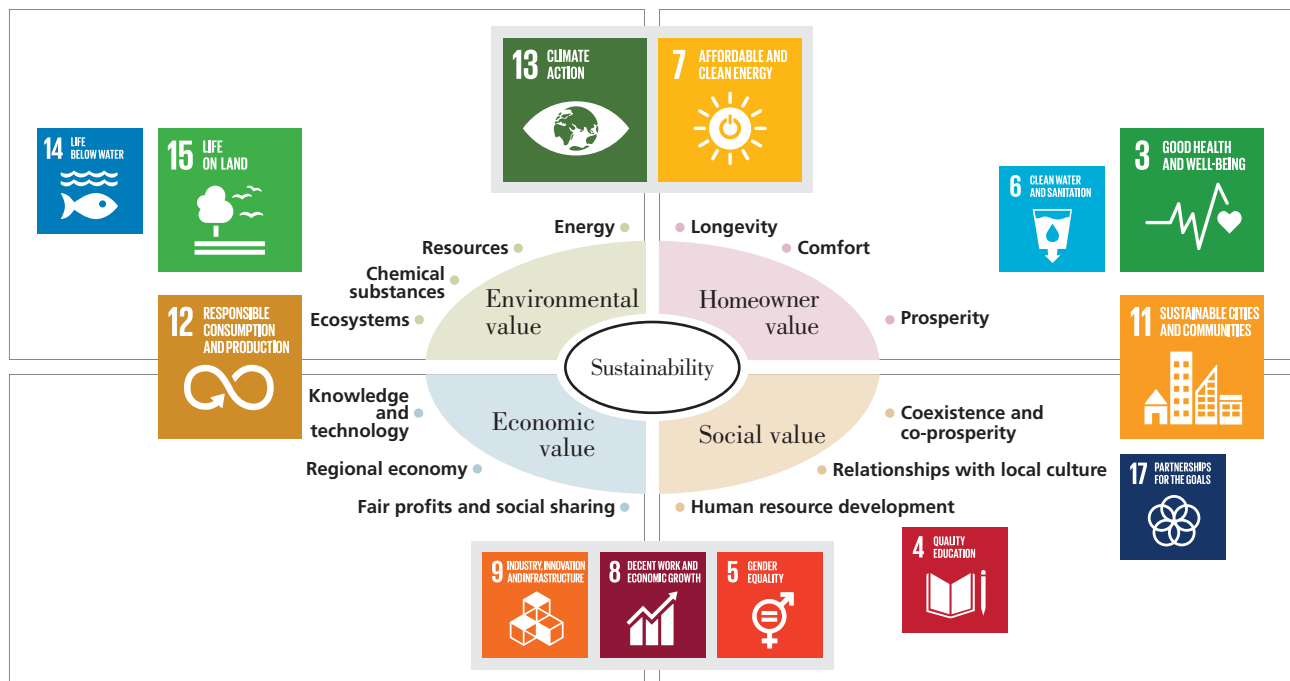 13 CLIMATE
ACTION
7 AFFORDABLE AND
CLEAN ENERGY
14 LIFE
BELOW WATER
15 LIFE
ON LAND
6 CLEAN WATER
AND SANITATION
3 GOOD HEALTH
AND WELL-BEING
Energy
Resources
Chemical
substances
Ecosystems
Environmental
value
Longevity
Comfort
Prosperity
Homeowner
value
12 RESPONSIBLE
CONSUMPTION
AND PRODUCTION
11 SUSTAINABLE CITIES
AND COMMUNITIES
Sustainability
Knowledge
and
technology
Regional economy
Fair profits and social sharing
Economic
value
Social value
Coexistence and
co-prosperity
Relationships with local culture
Human resource development
17 PARTNERSHIPS
FOR THE GOALS
9 INDUSTRY, INNOVATION
AND INFRASTRUCTURE
8 DECENT WORK AND
ECONOMIC GROWTH
5 GENDER
EQUALITY
4 QUALITY
EDUCATION